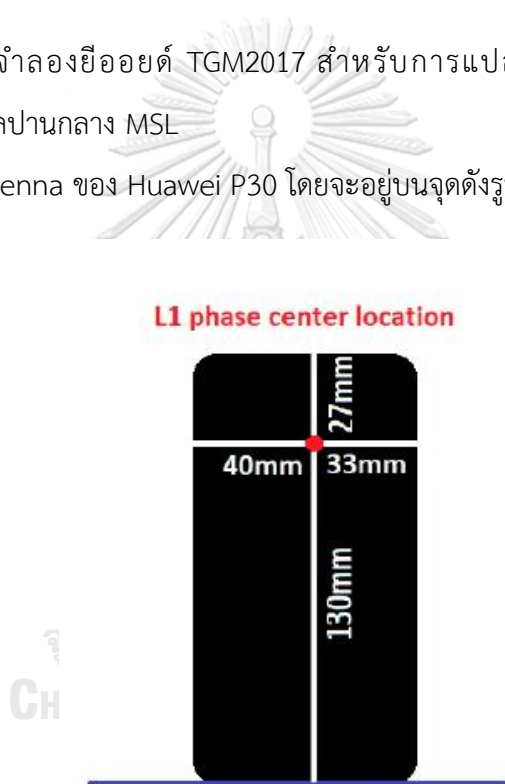 จำลองยีออยด์ TGM2017 สำหรับการแปล
ปานกลาง MSL
enna ของ Huawei P30 โดยจะอยู่บนจุดดังรูป
L1 phase center location
27mm
40mm 33mm
130mm
CH